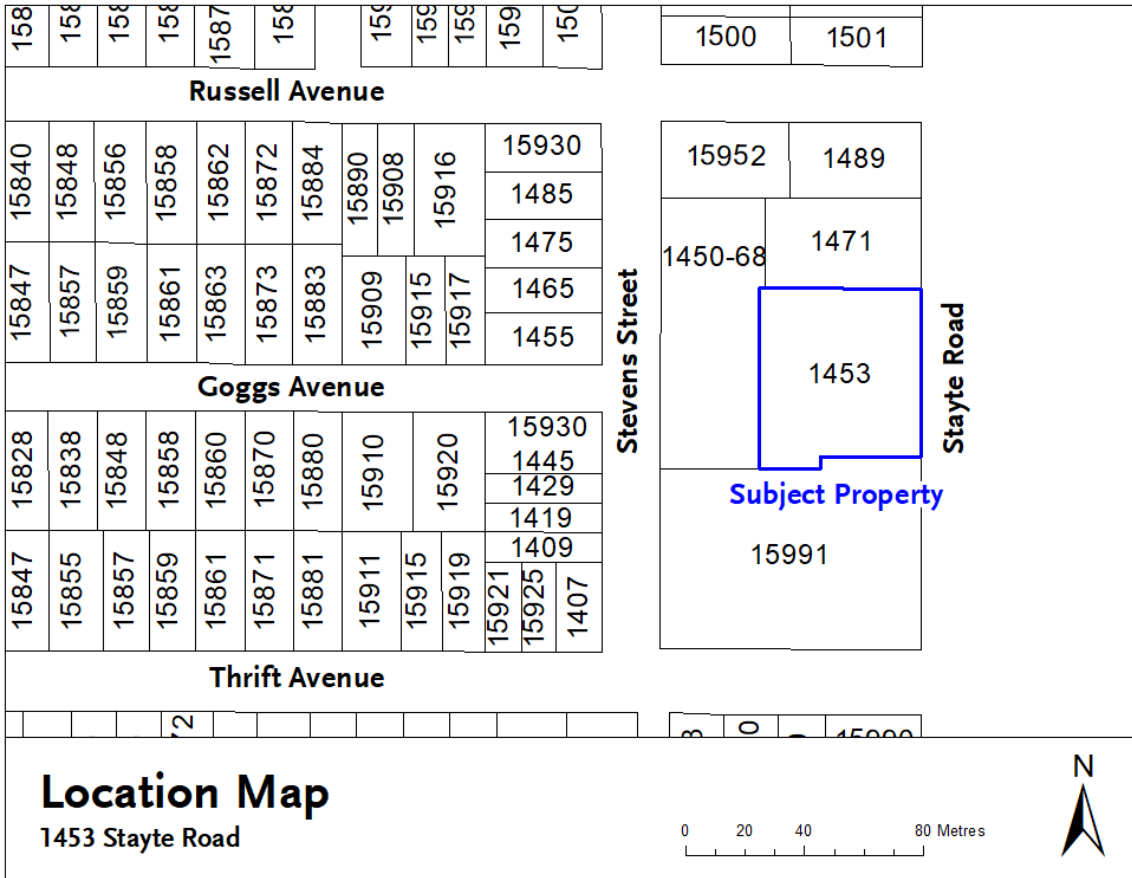 1500 1501
Russell Avenue
15840 15848 15856 15858 15862 15872 15884 15890 15908 15916 15930 15952 1489
1485
1475 1450-68 1471
15847 15857 15859 15861 15863 15873 15883 15909 15915 15917 1465
1455
Stevens Street
Stayte Road
1453
Goggs Avenue
15828 15838 15848 15858 15860 15870 15880 15910 15920 15930
1445
1429
Subject Property
1419
1409
15991
15847 15855 15857 15859 15861 15871 15881 15911 15915 15919 15921 15925 1407
Thrift Avenue
Location Map
1453 Stayte Road
0 20 40 80 Metres
N